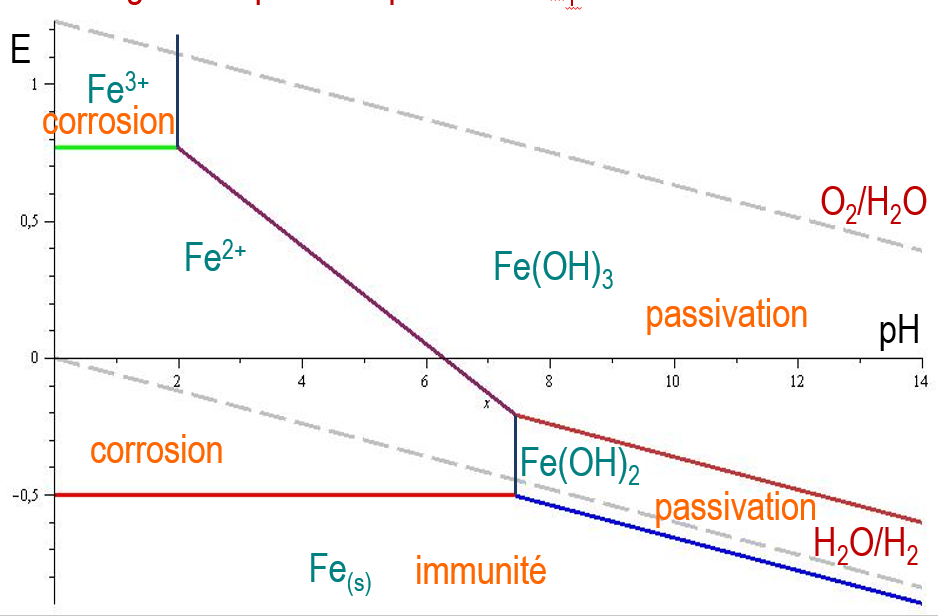 E
1
Fe³⁺
corrosion
0,5
O₂/H₂O
Fe²⁺
Fe(OH)₃
passivation
pH
0
2
4
6
8
10
12
14
x
corrosion
Fe(OH)₂
−0,5
passivation
H₂O/H₂
Fe₍ₛ₎ immunité